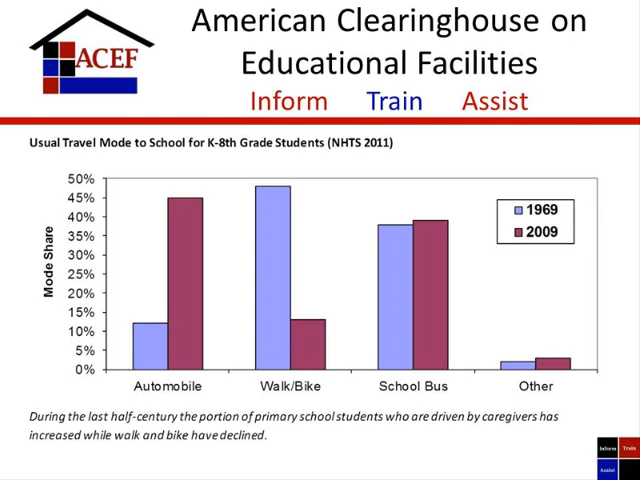 ACEF
American Clearinghouse on
Educational Facilities
Inform Train Assist
Usual Travel Mode to School for K-8th Grade Students (NHTS 2011)
Mode Share
50%
45%
40%
35%
30%
25%
20%
15%
10%
5%
0%
1969
2009
Automobile Walk/Bike School Bus Other
During the last half-century the portion of primary school students who are driven by caregivers has
increased while walk and bike have declined.
Inform Train
Assist